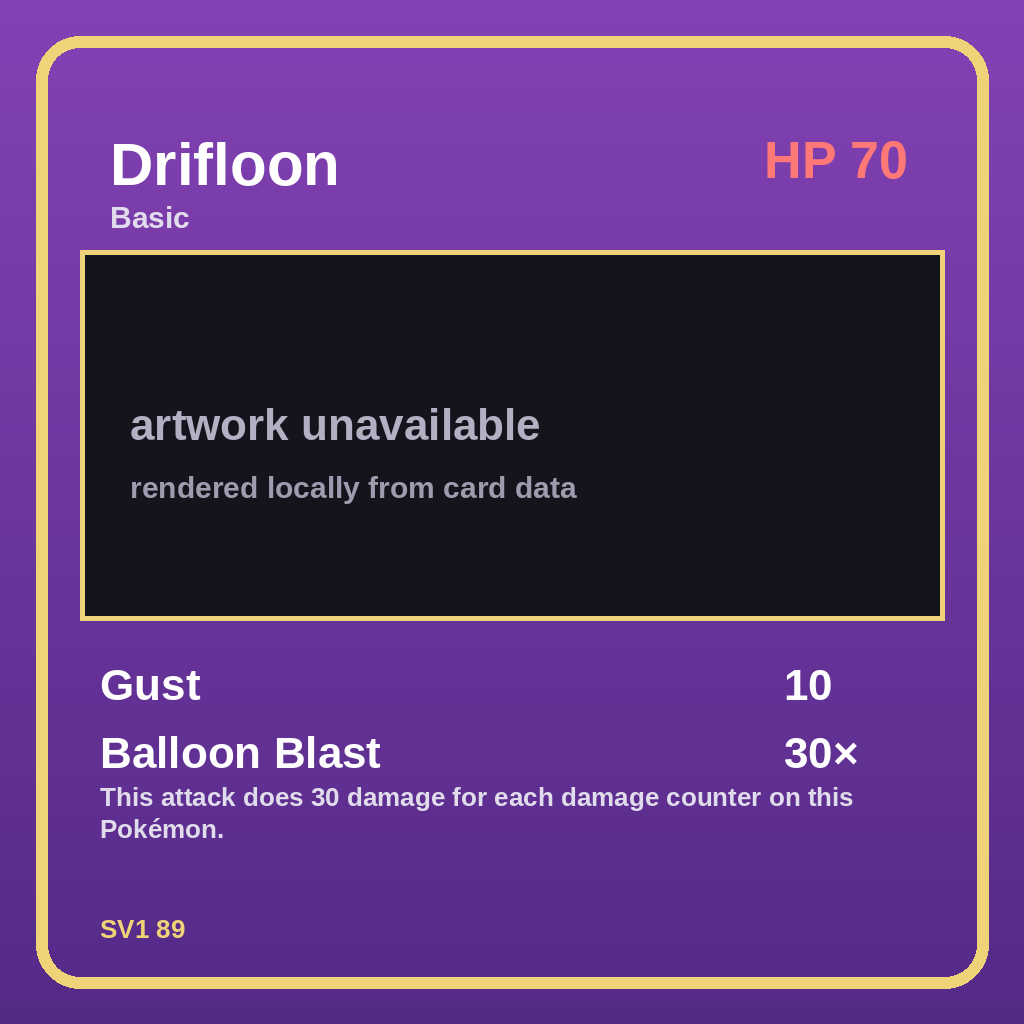 Drifloon
HP 70
Basic
artwork unavailable
rendered locally from card data
Gust 10
Balloon Blast 30×
This attack does 30 damage for each damage counter on this
Pokémon.
SV1 89